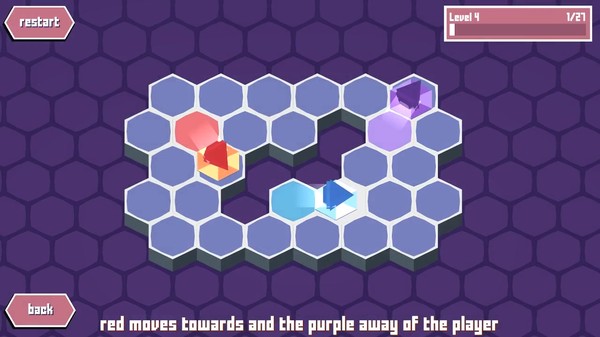 restart
Level 4 1/27
back
red moves towards and the purple away of the player